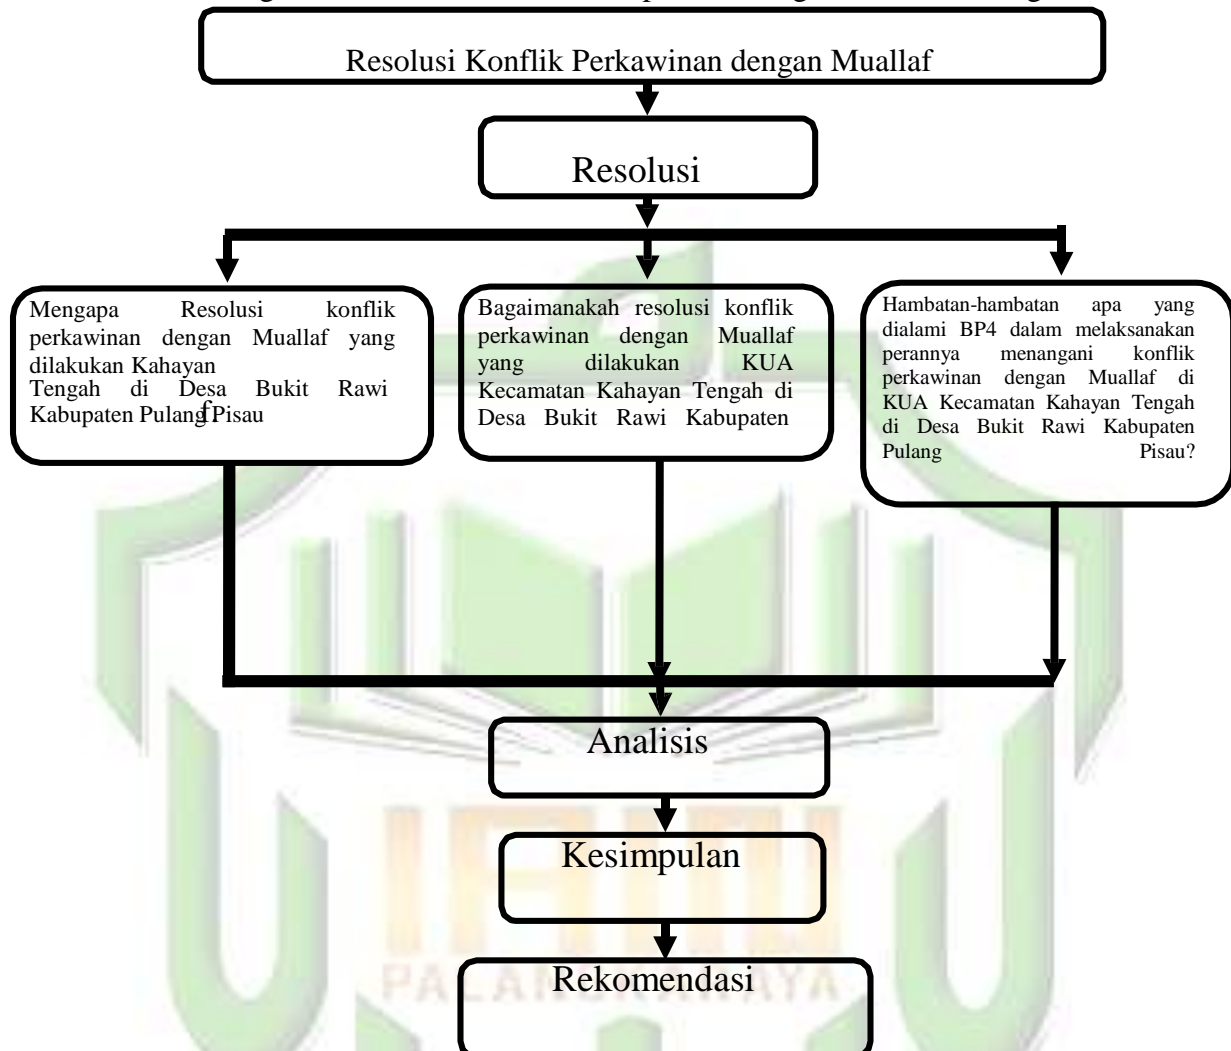 Resolusi Konflik Perkawinan dengan Muallaf
Resolusi
Mengapa Resolusi konflik
perkawinan dengan Muallaf yang
dilakukan Kahayan
Tengah di Desa Bukit Rawi
Kabupaten Pulang Pisau
Bagaimanakah resolusi konflik
perkawinan dengan Muallaf
yang dilakukan KUA
Kecamatan Kahayan Tengah di
Desa Bukit Rawi Kabupaten
Hambatan-hambatan apa yang
dialami BP4 dalam melaksanakan
perannya menangani konflik
perkawinan dengan Muallaf di
KUA Kecamatan Kahayan Tengah
di Desa Bukit Rawi Kabupaten
Pulang Pisau?
Analisis
Kesimpulan
Rekomendasi
IAIN
PALANGKARAYA